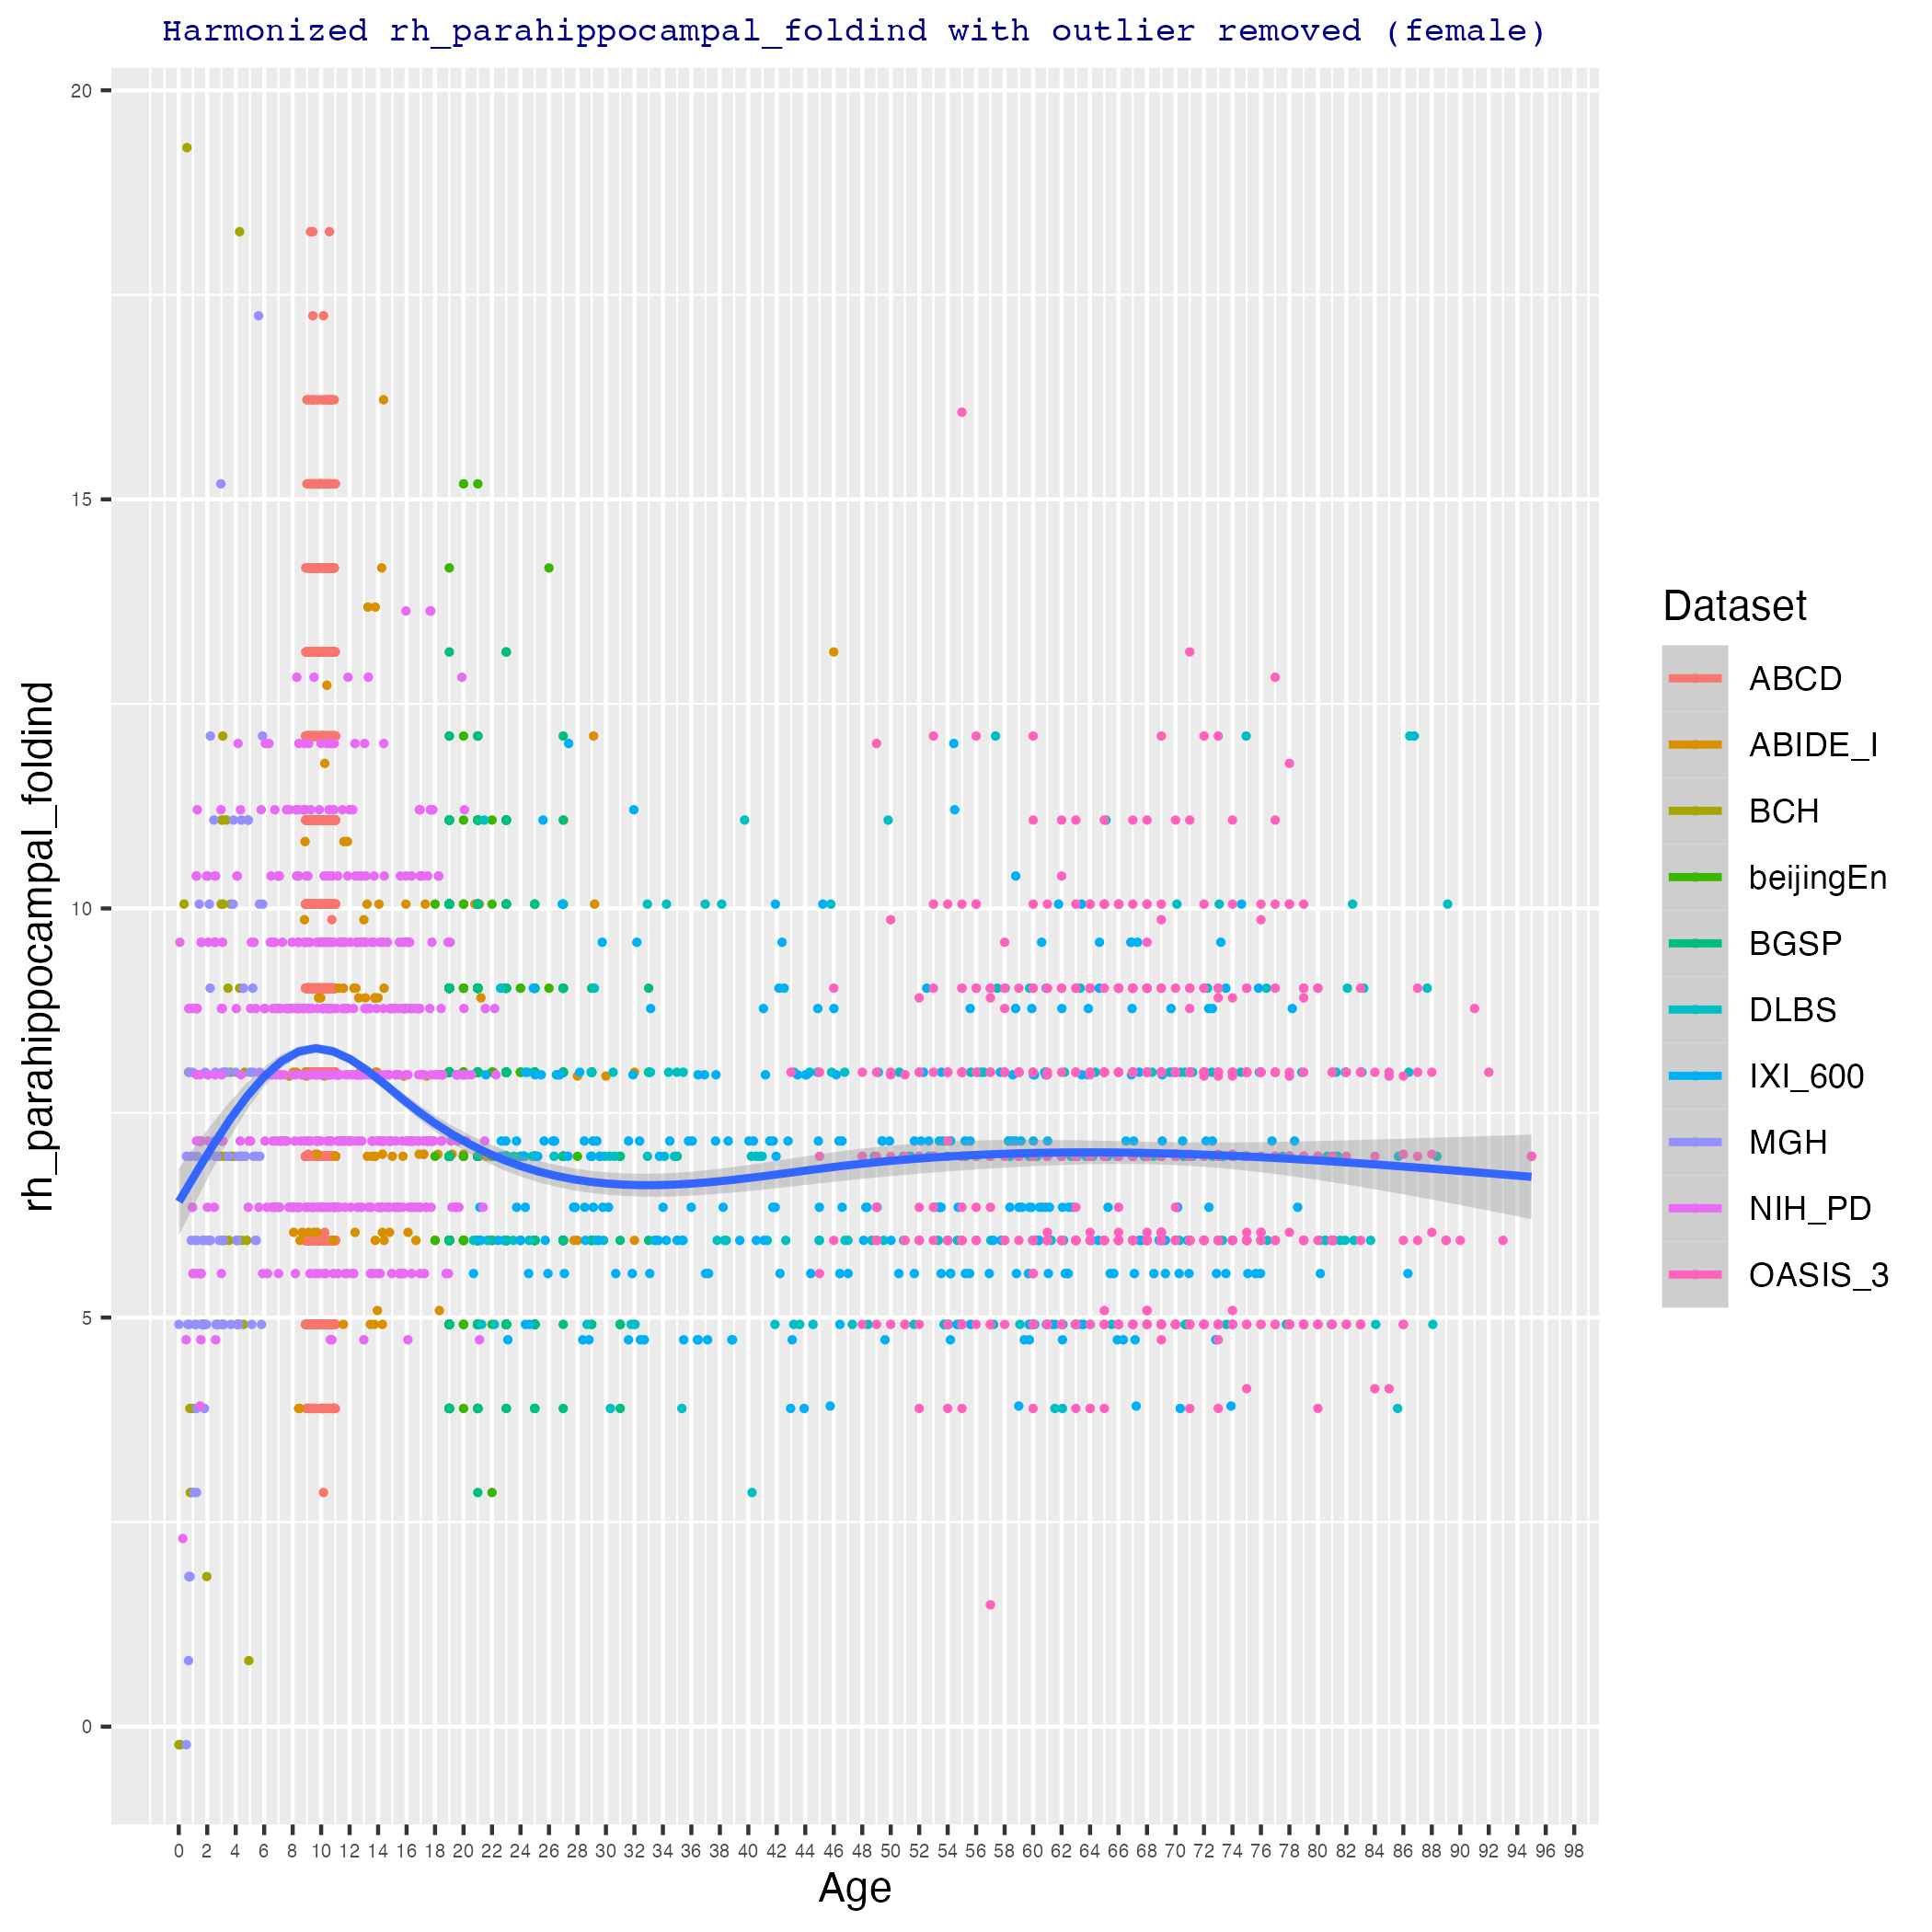 Harmonized rh_parahippocampal_foldind with outlier removed (female)
rh_parahippocampal_foldind
20
15
10
5
0
0 2 4 6 8 10 12 14 16 18 20 22 24 26 28 30 32 34 36 38 40 42 44 46 48 50 52 54 56 58 60 62 64 66 68 70 72 74 76 78 80 82 84 86 88 90 92 94 96 98
Age
Dataset
ABCD
ABIDE_I
BCH
beijingEn
BGSP
DLBS
IXI_600
MGH
NIH_PD
OASIS_3